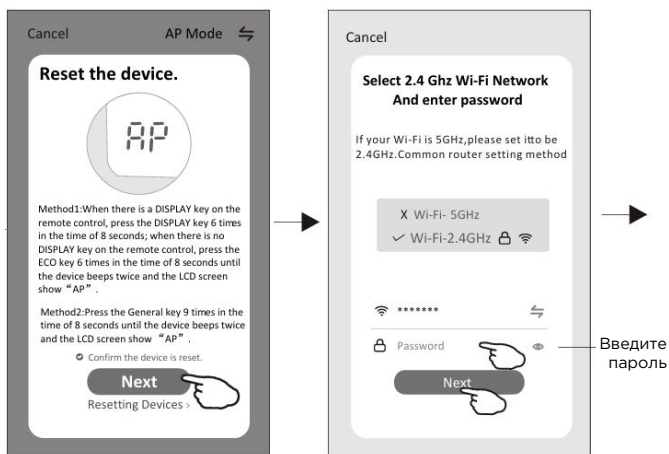 Cancel
AP Mode
Reset the device.
AP
Method1:When there is a DISPLAY key on the
remote control, press the DISPLAY key 6 times
in the time of 8 seconds; when there is no
DISPLAY key on the remote control, press the
ECO key 6 times in the time of 8 seconds until
the device beeps twice and the LCD screen
show “AP” .
Method2:Press the General key 9 times in the
time of 8 seconds until the device beeps twice
and the LCD screen show “AP” .
Confirm the device is reset.
Next
Resetting Devices ›
Cancel
Select 2.4 Ghz Wi-Fi Network
And enter password
If your Wi-Fi is 5GHz,please set itto be
2.4GHz.Common router setting method
X Wi-Fi- 5GHz
✓ Wi-Fi-2.4GHz
*******
Password
Next
Введите
пароль